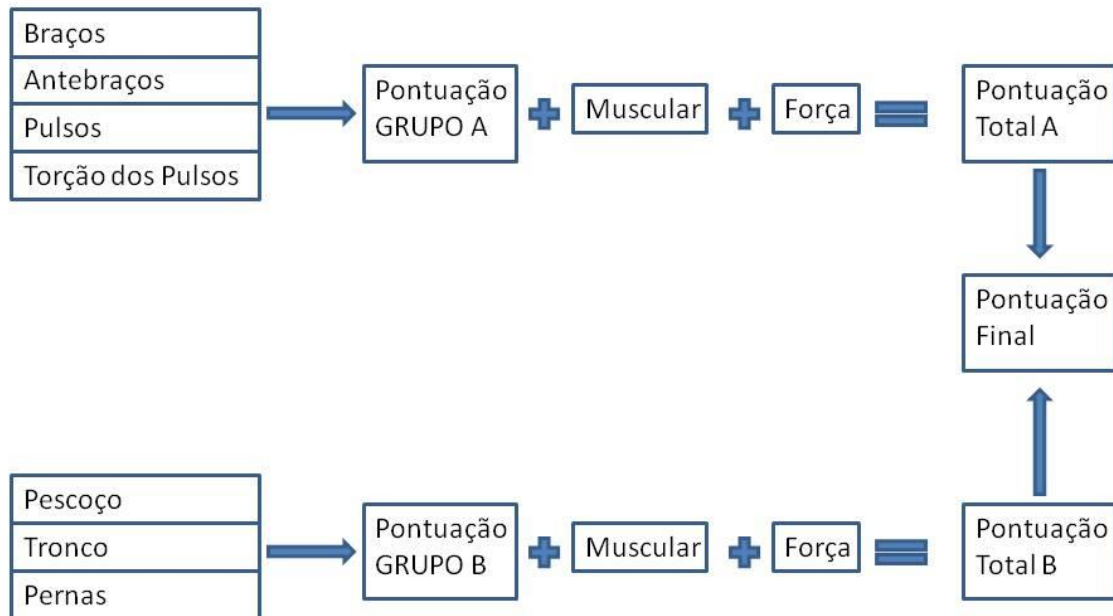 Braços
Antebraços
Pulsos
Torção dos Pulsos
Pontuação
GRUPO A
Muscular
Força
Pontuação
Total A
Pontuação
Final
Pescoço
Tronco
Pernas
Pontuação
GRUPO B
Muscular
Força
Pontuação
Total B